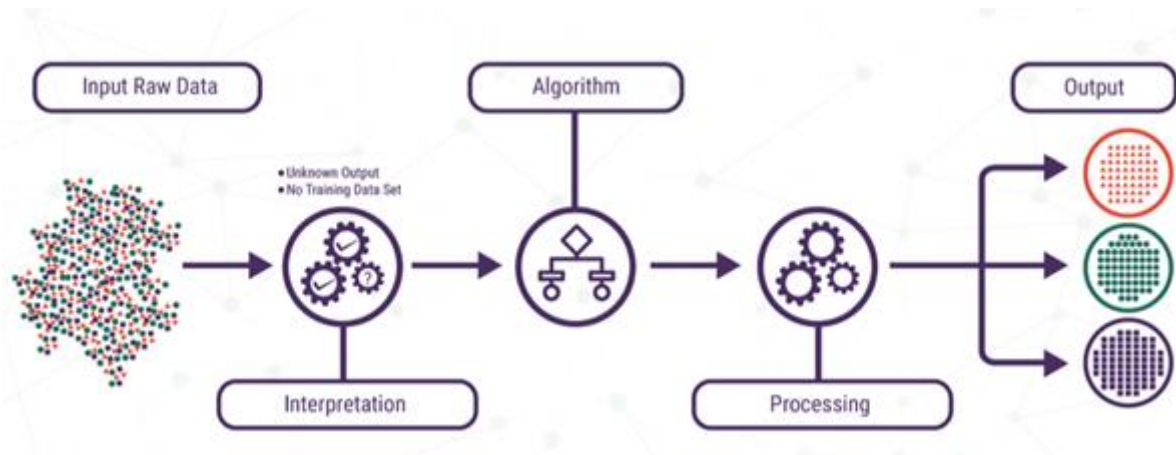 Input Raw Data
Algorithm
Output
• Unknown Output
• No Training Data Set
?
Interpretation
Processing